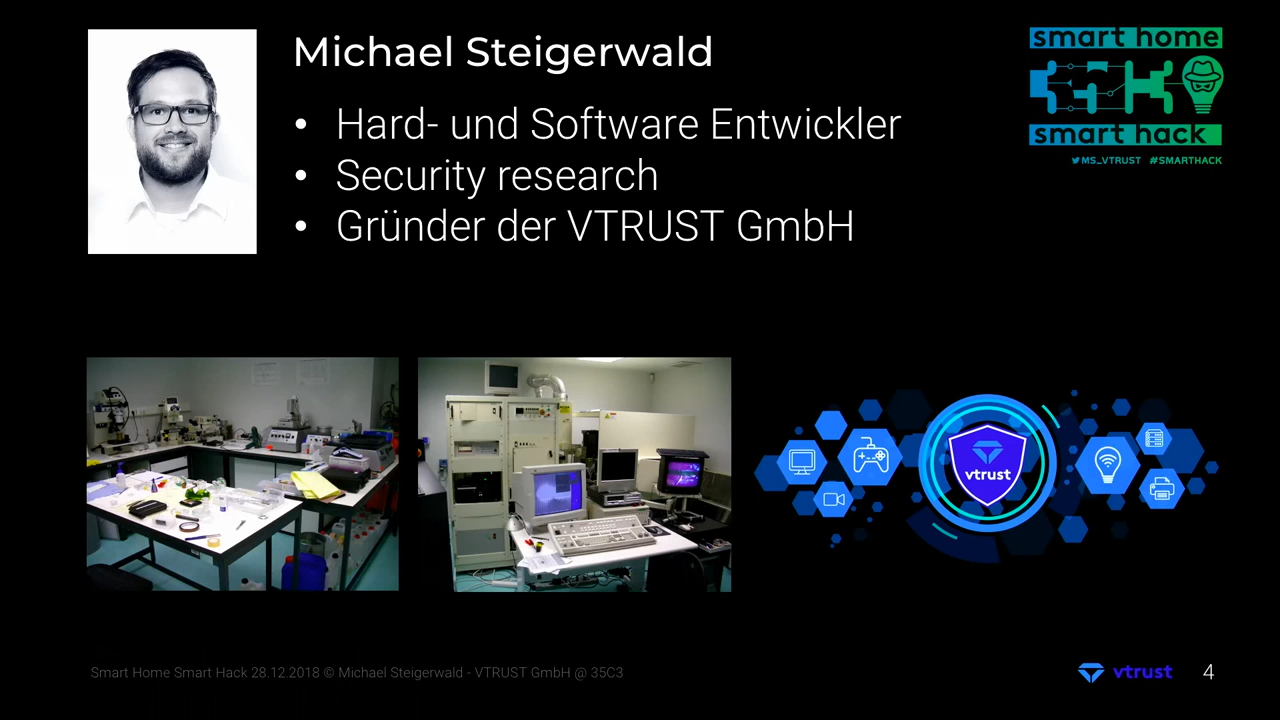 Michael Steigerwald
• Hard- und Software Entwickler
• Security research
• Gründer der VTRUST GmbH
smart home
smart hack
MS_VTRUST #SMARTHACK
vtrust
Smart Home Smart Hack 28.12.2018 © Michael Steigerwald - VTRUST GmbH @ 35C3
vtrust
4